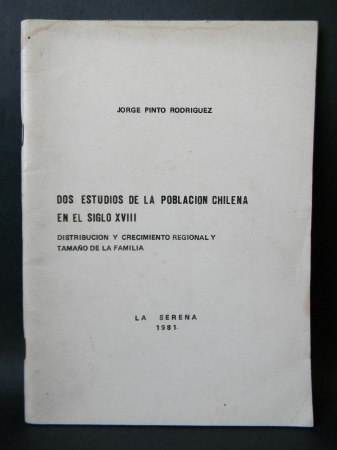 JORGE PINTO RODRIGUEZ
DOS ESTUDIOS DE LA POBLACION CHILENA
EN EL SIGLO XVIII
DISTRIBUCION Y CRECIMIENTO REGIONAL Y
TAMAÑO DE LA FAMILIA
LA SERENA
1981.